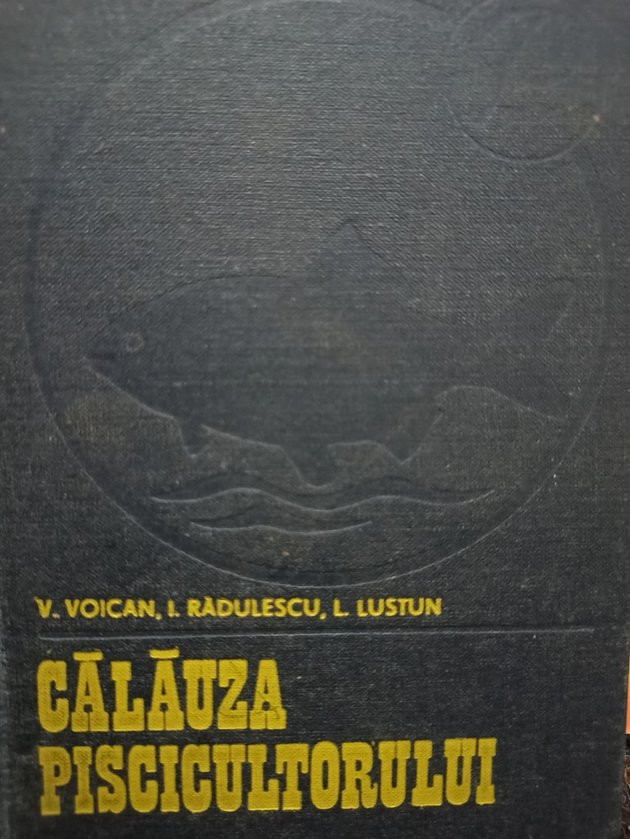 V. VOICAN, I. RĂDULESCU, L. LUSTUN
CĂLĂUZA
PISCICULTORULUI